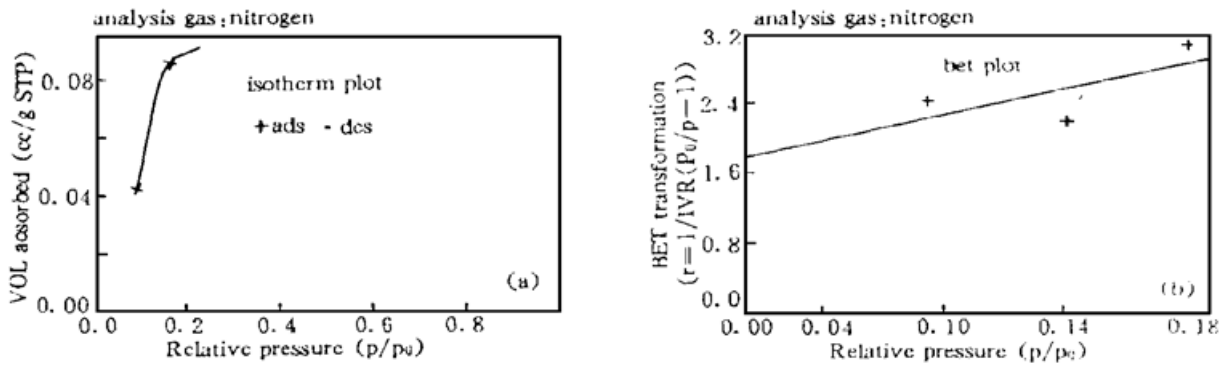 analysis gas:nitrogen
VOL aosorbed (cc/g STP)
0.08
0.04
0.00
isotherm plot
+ads - dcs
(a)
0.0 0.2 0.4 0.6 0.8
Relative pressure (p/p₀)
analysis gas:nitrogen
BET transformation
(r=1/IVR(P₀/p-1))
3.2
2.4
1.6
0.8
0.0
bet plot
(b)
0.00 0.04 0.10 0.14 0.18
Relative pressure (p/p₀)